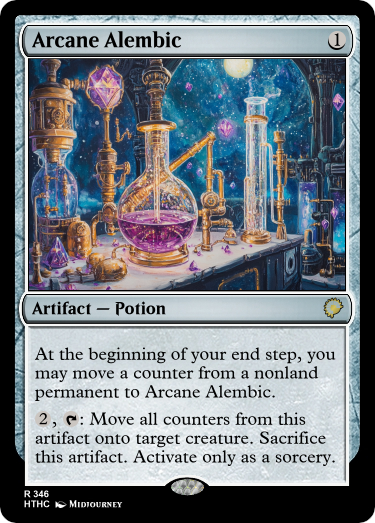 Arcane Alembic 1
Artifact — Potion
At the beginning of your end step, you
may move a counter from a nonland
permanent to Arcane Alembic.
2 , : Move all counters from this
artifact onto target creature. Sacrifice
this artifact. Activate only as a sorcery.
R 346
HTHC Midjourney